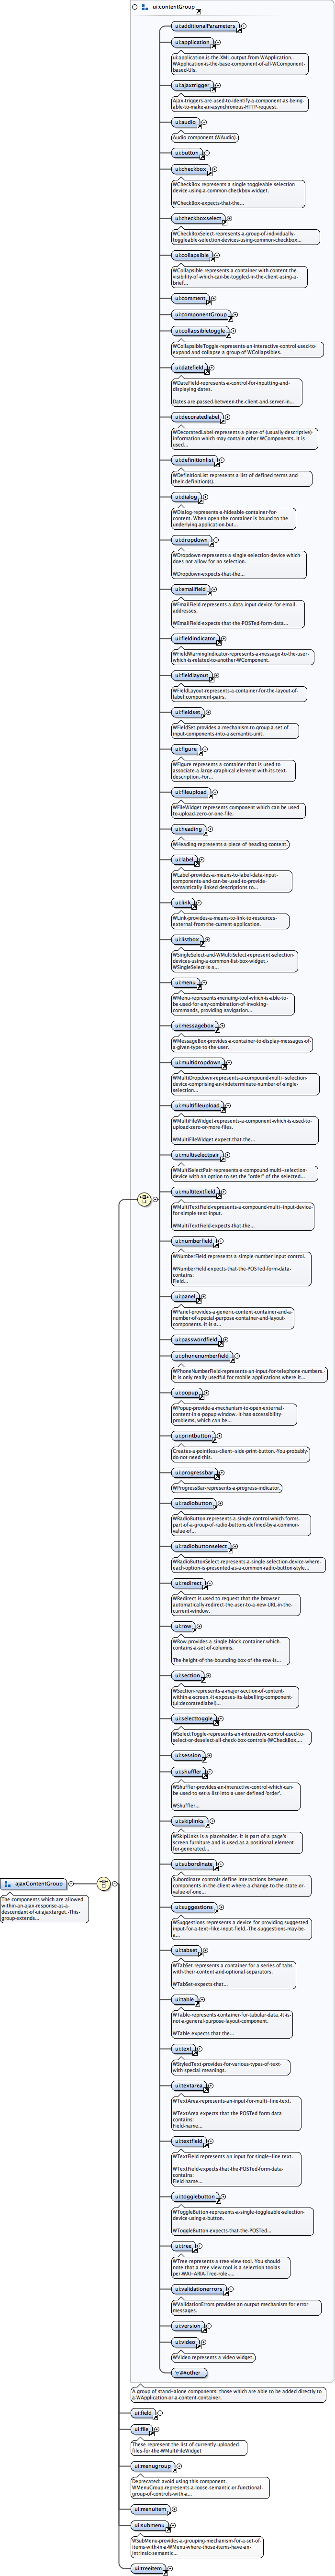 ui:contentGroup
ui:additionalParameters
ui:application
ui:application is the XML output from WApplication.
WApplication is the base component of all WComponent
based UIs.
ui:ajaxtrigger
Ajax triggers are used to identify a component as being
able to make an asynchronous HTTP request.
ui:audio
Audio component (WAudio).
ui:button
ui:checkbox
WCheckBox represents a single toggleable selection
device using a common checkbox widget.
WCheckBox expects that the...
ui:checkboxselect
WCheckBoxSelect represents a group of individually
toggleable selection devices using common checkbox...
ui:collapsible
WCollapsible represents a container with content the
visibility of which can be toggled in the client using a
brief...
ui:comment
ui:componentGroup
ui:collapsibletoggle
WCollapsibleToggle represents an interactive control used to
expand and collapse a group of WCollapsibles.
ui:datefield
WDateField represents a control for inputting and
displaying dates.
Dates are passed between the client and server in...
ui:decoratedlabel
WDecoratedLabel represents a piece of (usually descriptive)
information which may contain other WComponents. It is
used...
ui:definitionlist
WDefinitionList represents a list of defined terms and
their definition(s).
ui:dialog
WDialog represents a hideable container for
content. When open the container is bound to the
underlying application but...
ui:dropdown
WDropdown represents a single selection device which
does not allow for no selection.
WDropdown expects that the...
ui:emailfield
WEmailField represents a data input device for email
addresses.
WEmailField expects that the POSTed form data...
ui:fieldindicator
WFieldWarningIndicator represents a message to the user
which is related to another WComponent.
ui:fieldlayout
WFieldLayout represents a container for the layout of
label:component pairs.
ui:fieldset
WFieldSet provides a mechanism to group a set of
input components into a semantic unit.
ui:figure
WFigure represents a container that is used to
associate a large graphical element with its text
description. For...
ui:fileupload
WFileWidget represents component which can be used
to upload zero or one file.
ui:heading
WHeading represents a piece of heading content.
ui:label
WLabel provides a means to label data input
components and can be used to provide
semantically linked descriptions to...
ui:link
WLink provides a means to link to resources
external from the current application.
ui:listbox
WSingleSelect and WMultiSelect represent selection
devices using a common list box widget.
WSingleSelect is a...
ui:menu
WMenu represents menuing tool which is able to
be used for any combination of invoking
commands, providing navigation...
ui:messagebox
WMessageBox provides a container to display messages of
a given type to the user.
ui:multidropdown
WMultiDropdown represents a compound multi-selection
device comprising an indeterminate number of single
selection...
ui:multifileupload
WMultiFileWidget represents a component which is used to
upload zero or more files.
WMultiFileWidget expect that the...
ui:multiselectpair
WMultiSelectPair represents a compound multi-selection
device with an option to set the "order" of the selected...
ui:multitextfield
WMultiTextField represents a compound multi-input device
for simple text input.
WMultiTextField expects that the...
ui:numberfield
WNumberField represents a simple number input control.
WNumberField expects that the POSTed form data
contains:
Field...
ui:panel
WPanel provides a generic content container and a
number of special purpose container and layout
components. It is a...
ui:passwordfield
ui:phonenumberfield
WPhoneNumberField represents an input for telephone numbers.
It is only really useful for mobile applications where it...
ui:popup
WPopup provide a mechanism to open external
content in a popup window. It has accessibility
problems, which can be...
ui:printbutton
Creates a pointless client-side print button. You probably
do not need this.
ui:progressbar
WProgressBar represents a progress indicator.
ui:radiobutton
WRadioButton represents a single control which forms
part of a group of radio buttons defined by a common
value of...
ui:radiobuttonselect
WRadioButtonSelect represents a single selection device where
each option is presented as a common radio button style...
ui:redirect
WRedirect is used to request that the browser
automatically redirect the user to a new URL in the
current window.
ui:row
WRow provides a single block container which
contains a set of columns.
The height of the bounding box of the row is...
ui:section
WSection represents a major section of content
within a screen. It exposes its labelling component
(ui:decoratedlabel)...
ui:selecttoggle
WSelectToggle represents an interactive control used to
select or deselect all check box controls (WCheckBox,...
ui:session
ui:shuffler
WShuffler provides an interactive control which can
be used to set a list into a user defined 'order'.
WShuffler...
ui:skiplinks
WSkipLinks is a placeholder. It is part of a page's
screen furniture and is used as a positional element
for generated...
ajaxContentGroup
The components which are allowed
within an ajax response as a
descendant of ui:ajaxtarget. This
group extends...
ui:subordinate
Subordinate controls define interactions between
components in the client where a change to the state or
value of one...
ui:suggestions
WSuggestions represents a device for providing suggested
input for a text-like input field. The suggestions may be
a...
ui:tabset
WTabSet represents a container for a series of tabs
with their content and optional separators.
WTabSet expects that...
ui:table
WTable represents container for tabular data. It is
not a general purpose layout component.
WTable expects that the...
ui:text
WStyledText provides for various types of text
with special meanings.
ui:textarea
WTextArea represents an input for multi-line text.
WTextArea expects that the POSTed form data
contains:
Field name...
ui:textfield
WTextField represents an input for single-line text.
WTextField expects that the POSTed form data
contains:
Field name...
ui:togglebutton
WToggleButton represents a single toggleable selection
device using a button.
WToggleButton expects that the POSTed...
ui:tree
WTree represents a tree view tool. You should
note that a tree view tool is a selection tool as
per WAI-ARIA Tree role -....
ui:validationerrors
WValidationErrors provides an output mechanism for error
messages.
ui:version
ui:video
WVideo represents a video widget.
##other
A group of stand-alone components: those which are able to be added directly to
a WApplication or a content container.
ui:field
ui:file
These represent the list of currently uploaded
files for the WMultiFileWidget
ui:menugroup
Deprecated: avoid using this component.
WMenuGroup represents a loose semantic or functional
group of controls with a...
ui:menuitem
ui:submenu
WSubMenu provides a grouping mechanism for a set of
items with in a WMenu where those items have an
intrinsic semantic...
ui:treeitem